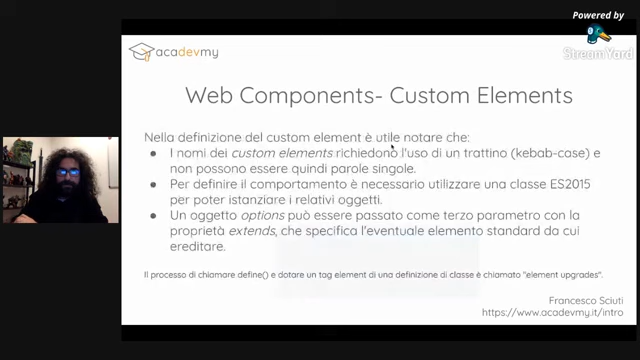 Powered by
StreamYard
acadevmy
Web Components- Custom Elements
Nella definizione del custom element è utile notare che:
● I nomi dei custom elements richiedono l'uso di un trattino (kebab-case) e
non possono essere quindi parole singole.
● Per definire il comportamento è necessario utilizzare una classe ES2015
per poter istanziare i relativi oggetti.
● Un oggetto options può essere passato come terzo parametro con la
proprietà extends, che specifica l'eventuale elemento standard da cui
ereditare.
Il processo di chiamare define() e dotare un tag element di una definizione di classe è chiamato "element upgrades".
Francesco Sciuti
https://www.acadevmy.it/intro